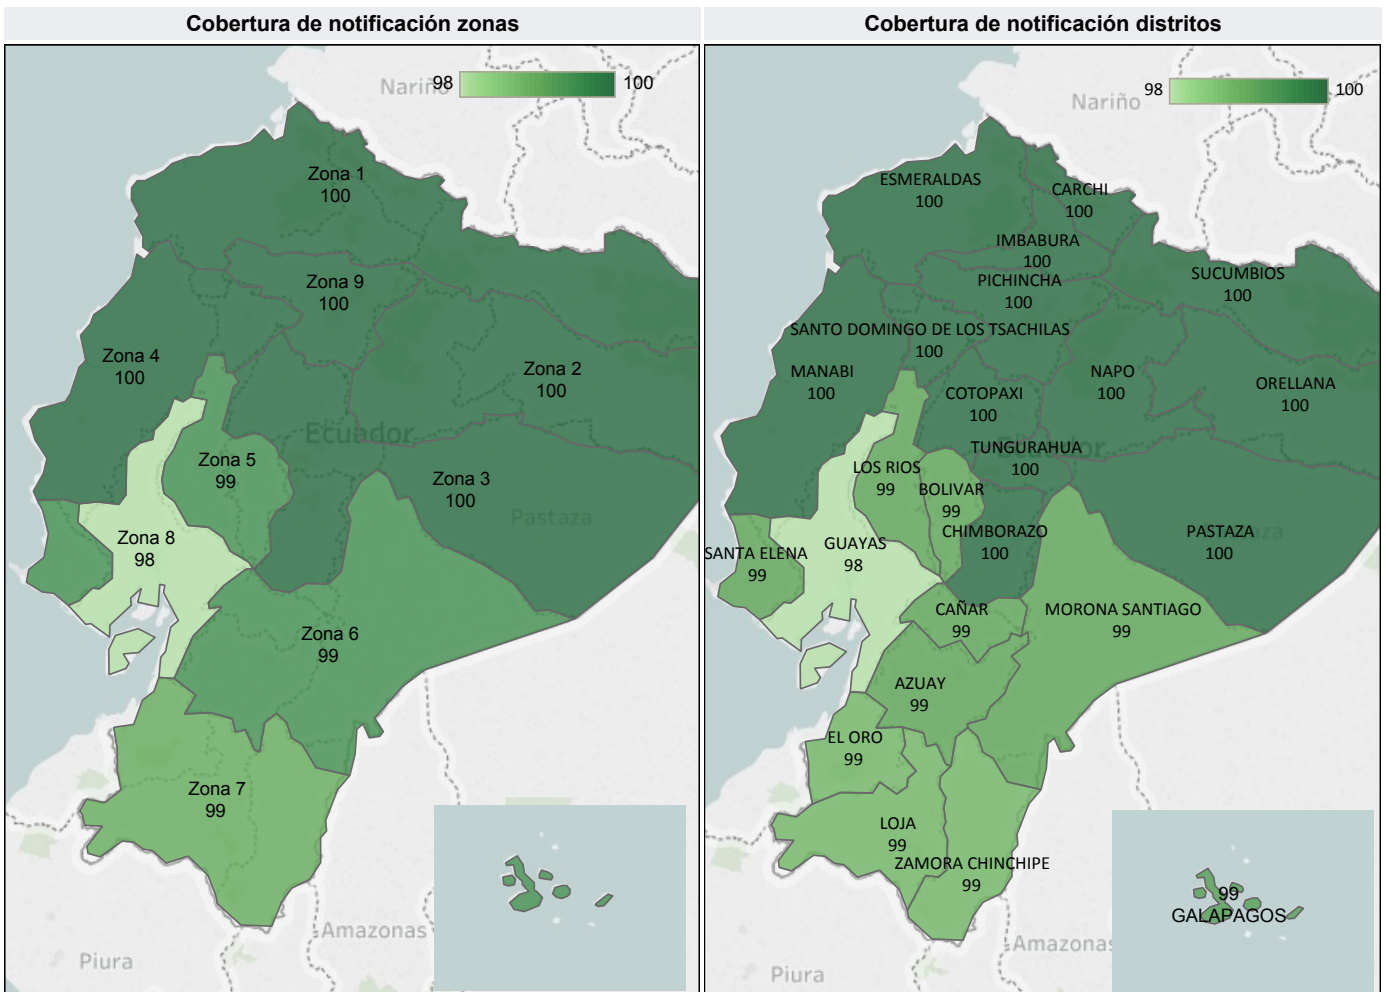 Cobertura de notificación zonas
Nariño
98
100
Zona 1
100
Zona 9
100
Zona 4
100
Zona 2
100
Ecuador
Zona 5
99
Zona 3
100
Pastaza
Zona 8
98
Zona 6
99
Zona 7
99
Amazonas
Piura
Cobertura de notificación distritos
98
100
Nariño
ESMERALDAS
100
CARCHI
100
IMBABURA
100
SUCUMBIOS
100
PICHINCHA
100
SANTO DOMINGO DE LOS TSACHILAS
100
MANABI
100
NAPO
100
ORELLANA
100
COTOPAXI
100
Ecuador
TUNGURAHUA
100
LOS RIOS
99
BOLIVAR
99
CHIMBORAZO
100
PASTAZA
100
SANTA ELENA
99
GUAYAS
98
CAÑAR
99
MORONA SANTIAGO
99
AZUAY
99
EL ORO
99
LOJA
99
ZAMORA CHINCHIPE
99
99
GALAPAGOS
Amazonas
Piura